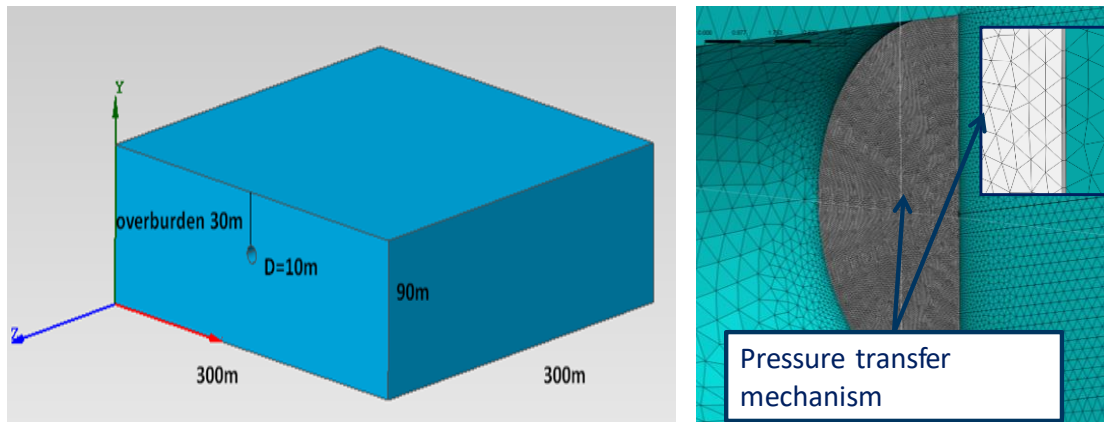 Y
overburden 30m
D=10m
90m
Z
300m
300m
Pressure transfer
mechanism